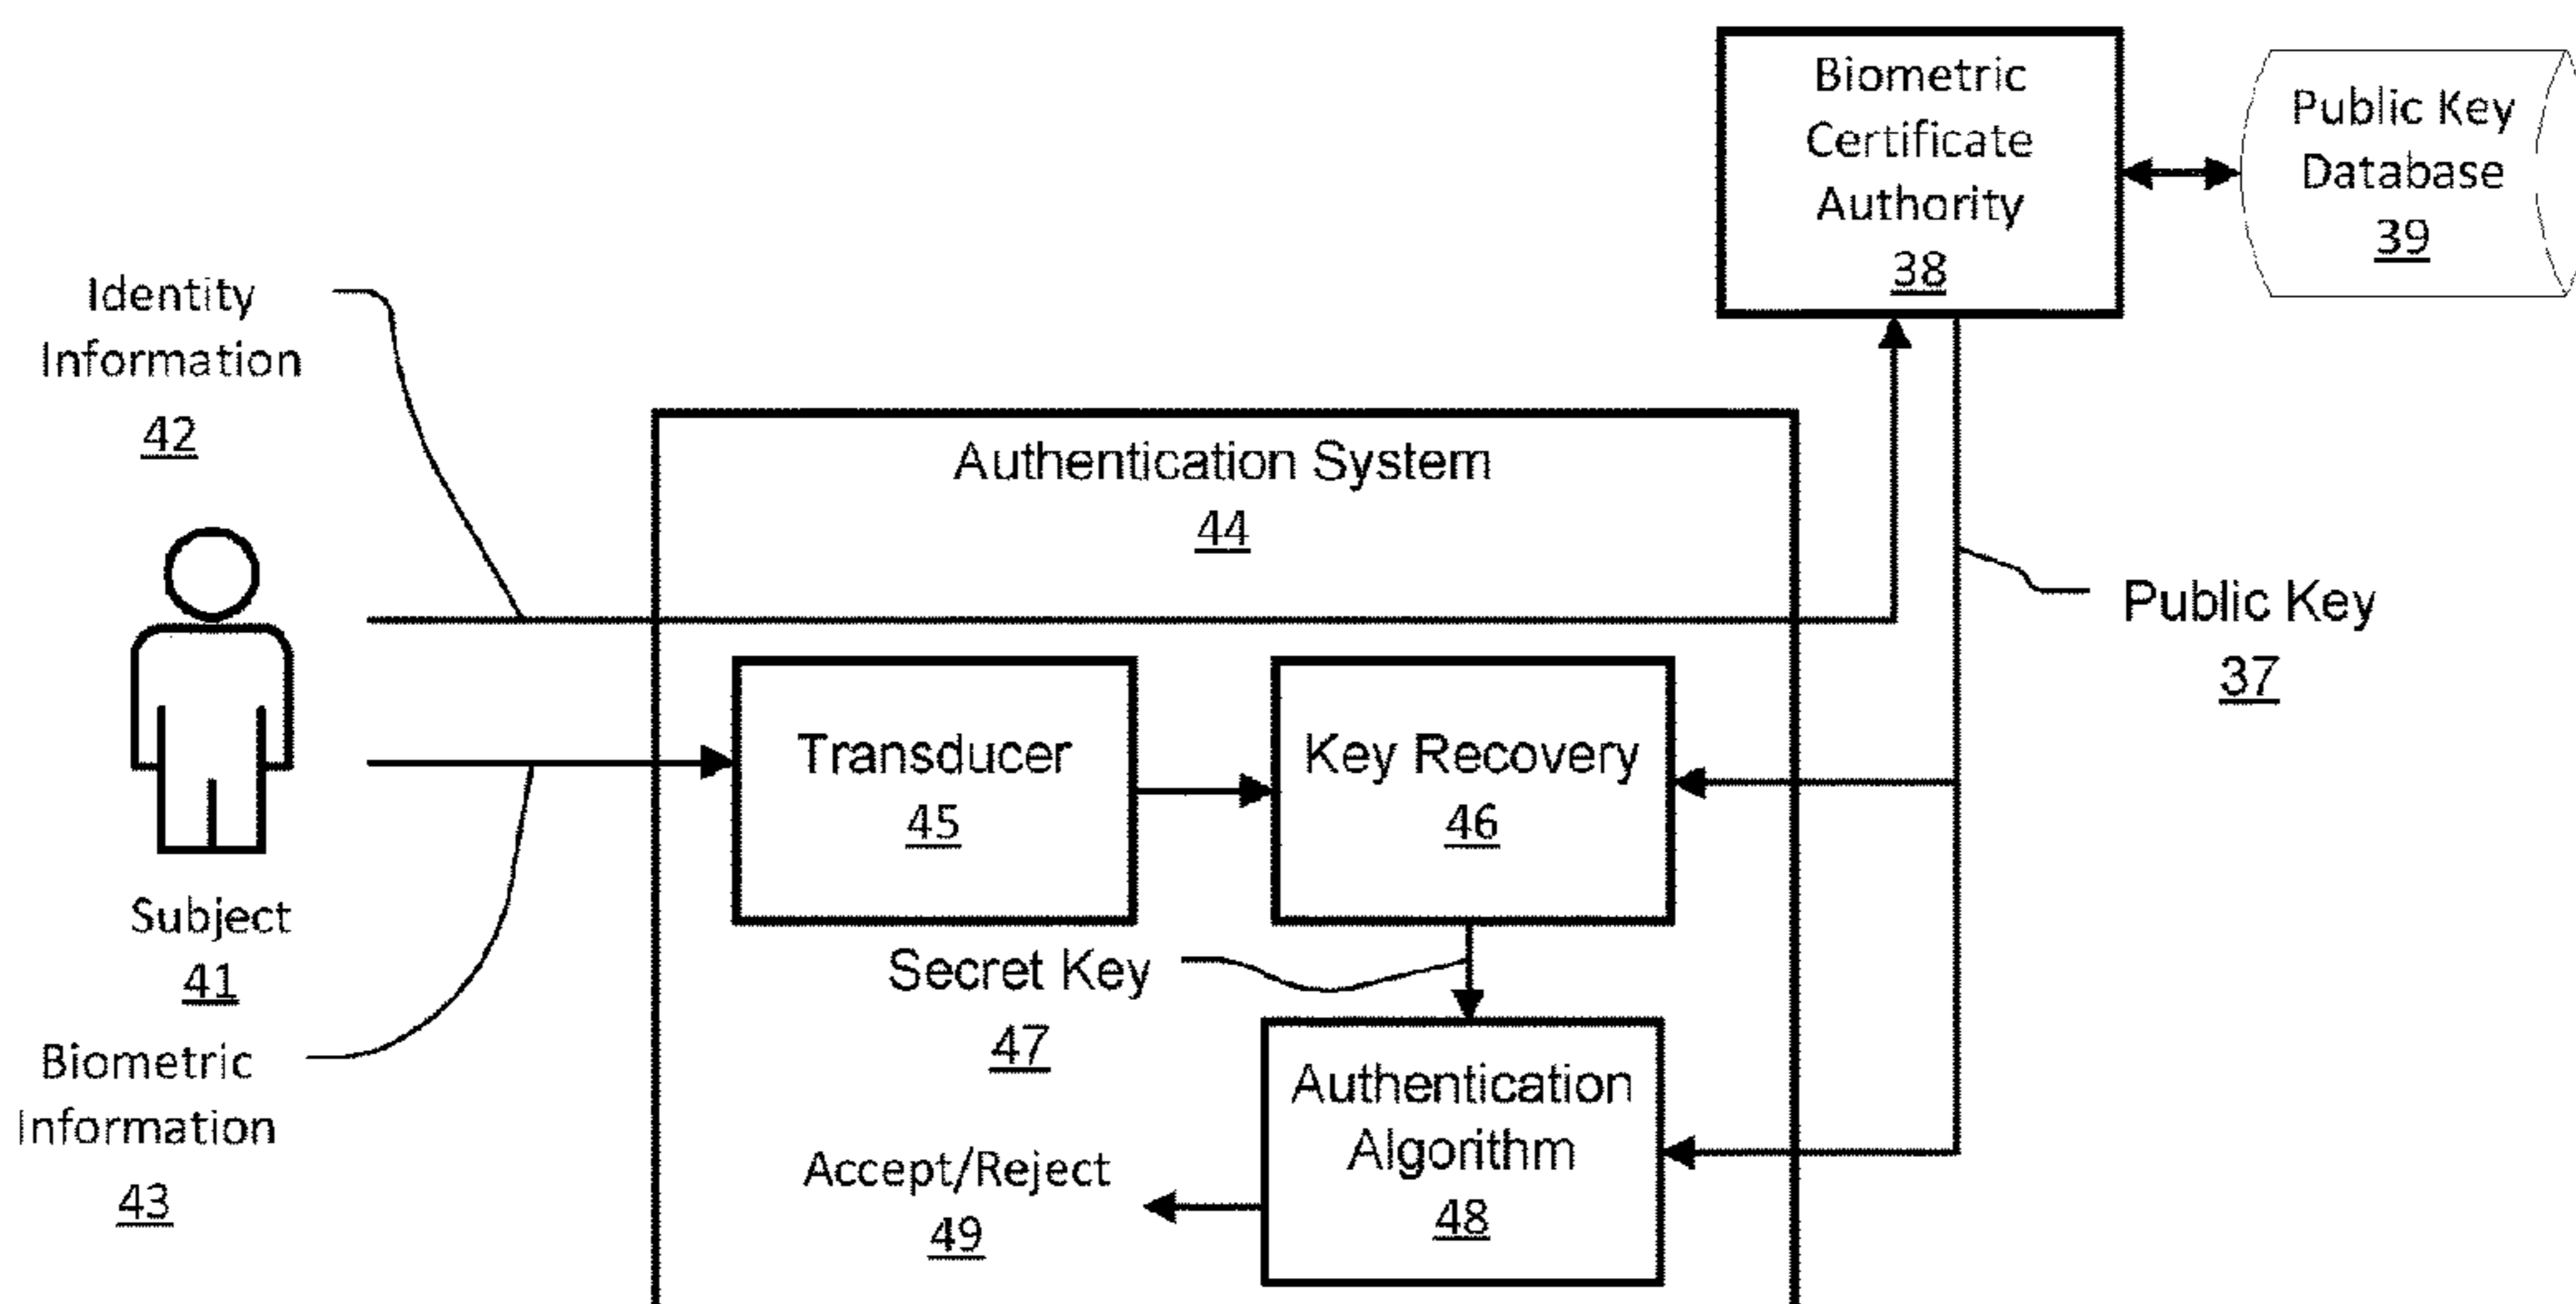 Biometric
Certificate
Authority
38
Public Key
Database
39
Identity
Information
42
Authentication System
44
Public Key
37
Transducer
45
Key Recovery
46
Subject
41
Secret Key
47
Biometric
Information
43
Authentication
Algorithm
48
Accept/Reject
49